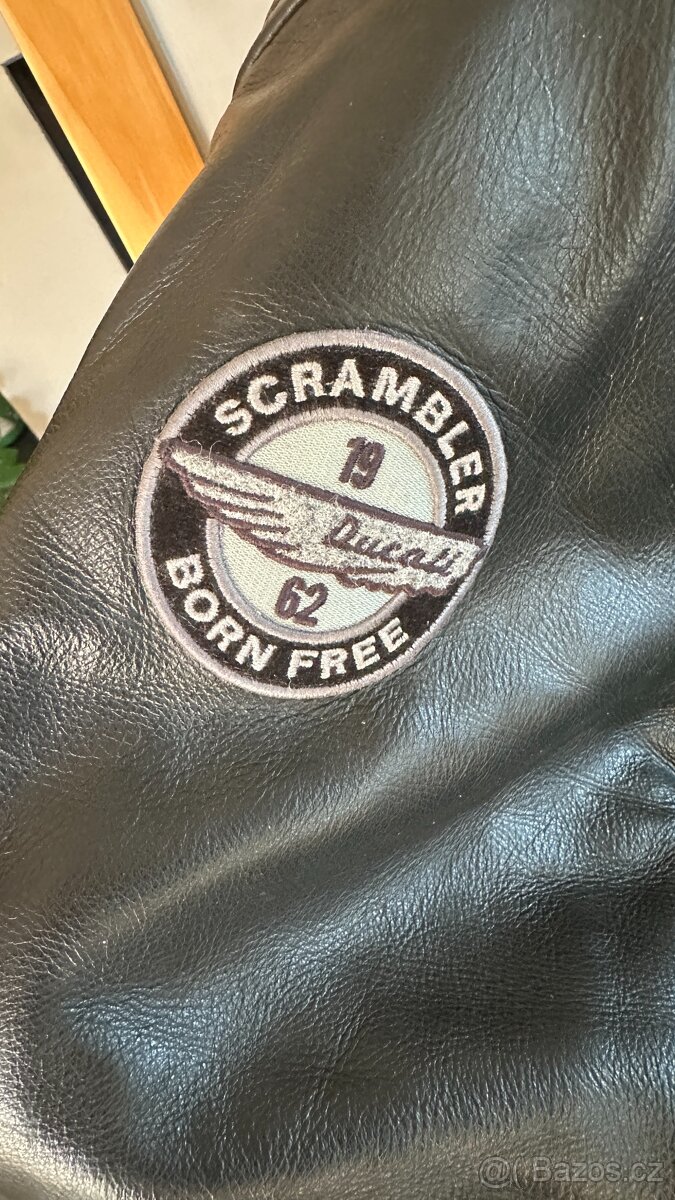 SCRAMBLER
19
Ducati
62
BORN FREE
@( Bazos.cz